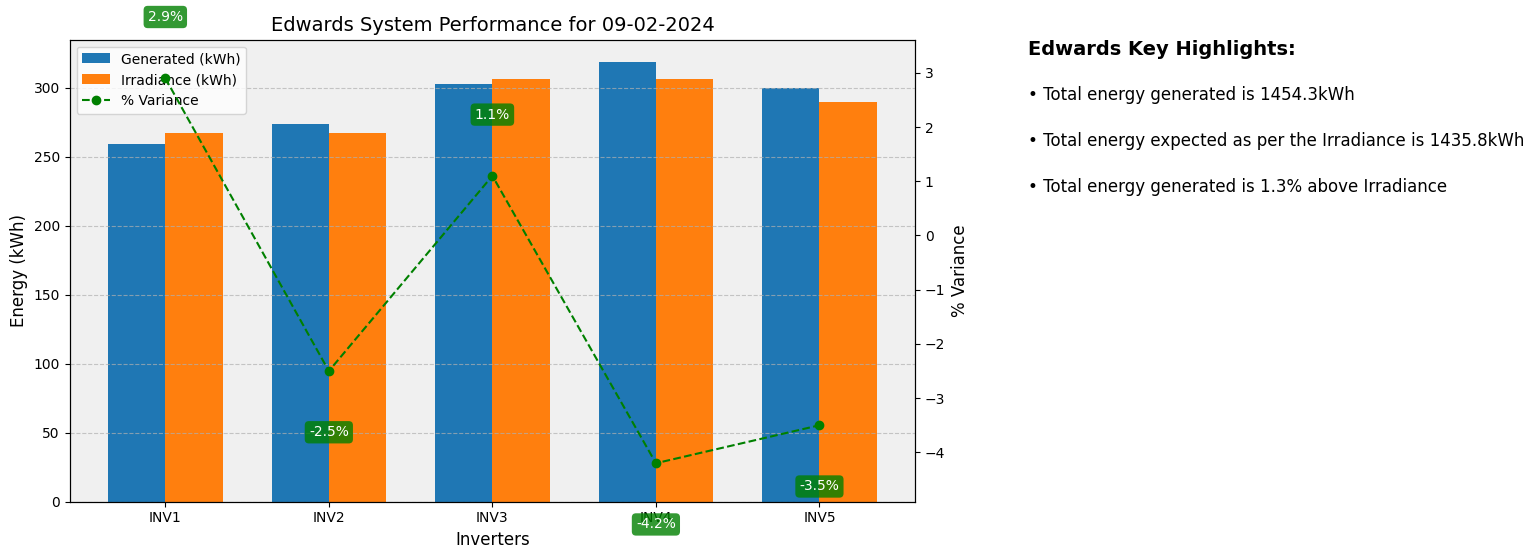 2.9%
Edwards System Performance for 09-02-2024
Generated (kWh)
Irradiance (kWh)
% Variance
Energy (kWh)
300
250
200
150
100
50
0
1.1%
-2.5%
-4.2%
-3.5%
3
2
1
0
−1
−2
−3
−4
% Variance
INV1
INV2
INV3
INV4
INV5
Inverters
Edwards Key Highlights:
• Total energy generated is 1454.3kWh
• Total energy expected as per the Irradiance is 1435.8kWh
• Total energy generated is 1.3% above Irradiance